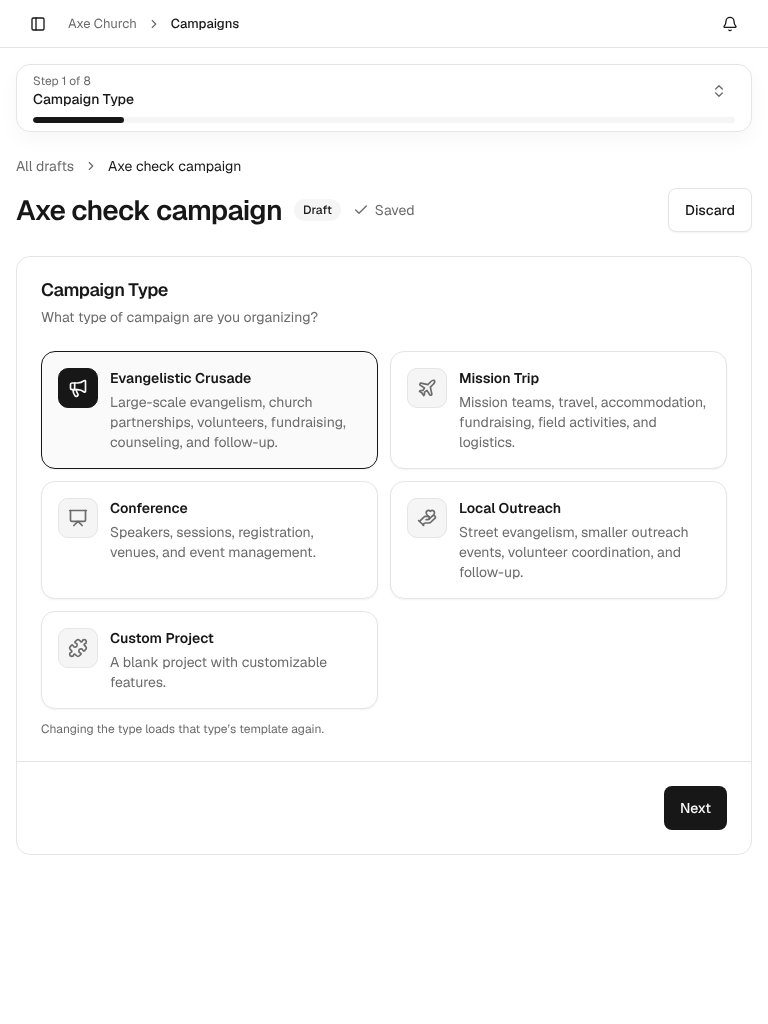 Axe Church > Campaigns
Step 1 of 8
Campaign Type
All drafts > Axe check campaign
Axe check campaign Draft Saved Discard
Campaign Type
What type of campaign are you organizing?
Evangelistic Crusade
Large-scale evangelism, church
partnerships, volunteers, fundraising,
counseling, and follow-up.
Mission Trip
Mission teams, travel, accommodation,
fundraising, field activities, and
logistics.
Conference
Speakers, sessions, registration,
venues, and event management.
Local Outreach
Street evangelism, smaller outreach
events, volunteer coordination, and
follow-up.
Custom Project
A blank project with customizable
features.
Changing the type loads that type's template again.
Next